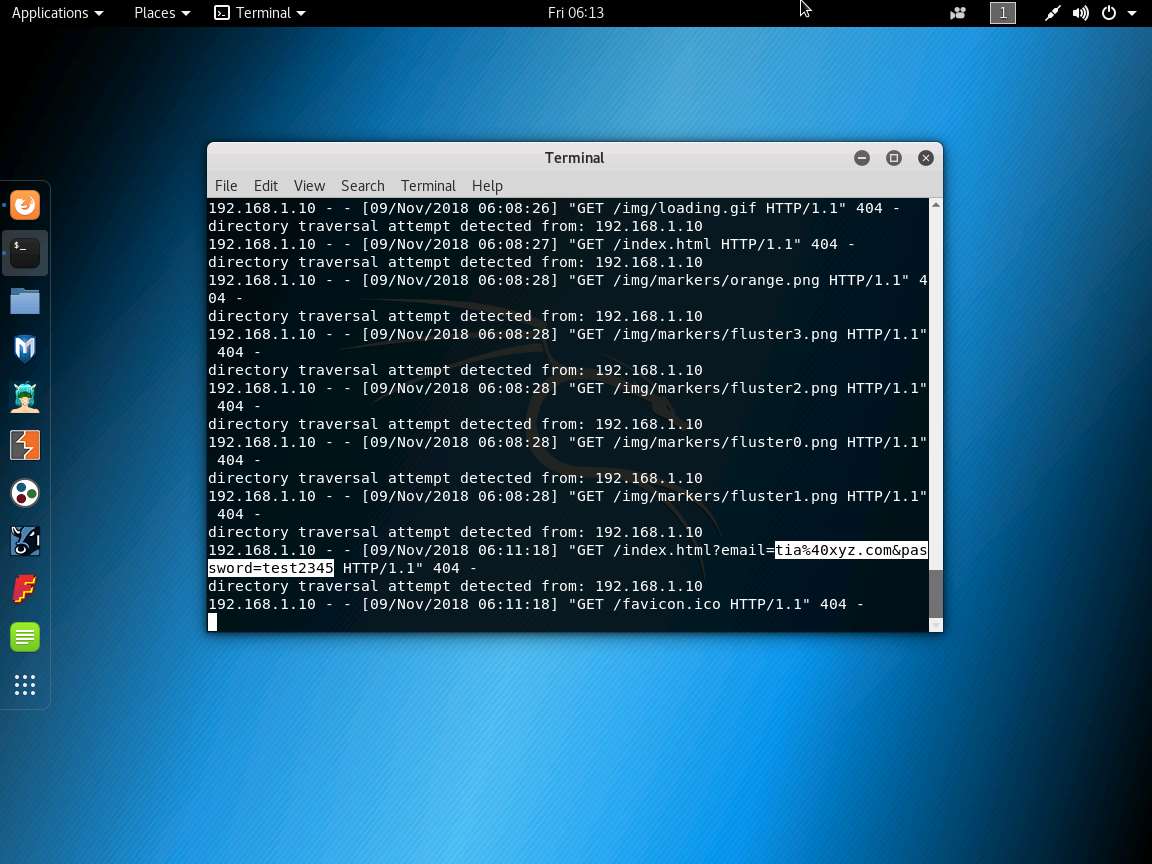 Applications Places Terminal Fri 06:13 1
Terminal
File Edit View Search Terminal Help
192.168.1.10 - - [09/Nov/2018 06:08:26] "GET /img/loading.gif HTTP/1.1" 404 -
directory traversal attempt detected from: 192.168.1.10
192.168.1.10 - - [09/Nov/2018 06:08:27] "GET /index.html HTTP/1.1" 404 -
directory traversal attempt detected from: 192.168.1.10
192.168.1.10 - - [09/Nov/2018 06:08:28] "GET /img/markers/orange.png HTTP/1.1" 4
04 -
directory traversal attempt detected from: 192.168.1.10
192.168.1.10 - - [09/Nov/2018 06:08:28] "GET /img/markers/fluster3.png HTTP/1.1"
404 -
directory traversal attempt detected from: 192.168.1.10
192.168.1.10 - - [09/Nov/2018 06:08:28] "GET /img/markers/fluster2.png HTTP/1.1"
404 -
directory traversal attempt detected from: 192.168.1.10
192.168.1.10 - - [09/Nov/2018 06:08:28] "GET /img/markers/fluster0.png HTTP/1.1"
404 -
directory traversal attempt detected from: 192.168.1.10
192.168.1.10 - - [09/Nov/2018 06:08:28] "GET /img/markers/fluster1.png HTTP/1.1"
404 -
directory traversal attempt detected from: 192.168.1.10
192.168.1.10 - - [09/Nov/2018 06:11:18] "GET /index.html?email=tia%40xyz.com&pas
sword=test2345 HTTP/1.1" 404 -
directory traversal attempt detected from: 192.168.1.10
192.168.1.10 - - [09/Nov/2018 06:11:18] "GET /favicon.ico HTTP/1.1" 404 -